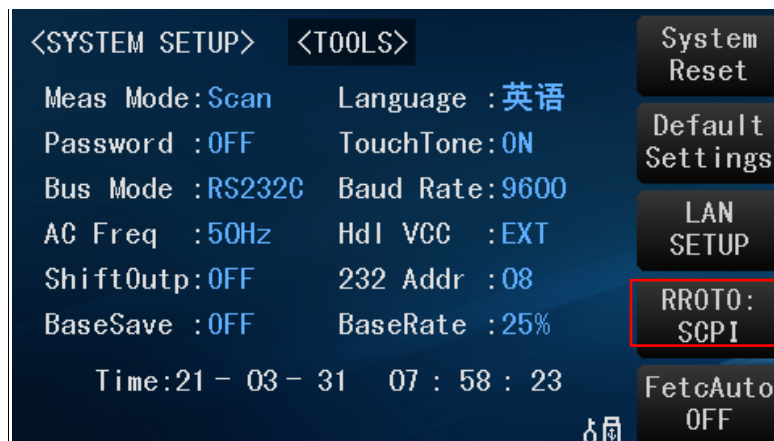 <SYSTEM SETUP> <TOOLS>
Meas Mode:Scan Language :英语
Password :OFF TouchTone:ON
Bus Mode :RS232C Baud Rate:9600
AC Freq :50Hz Hdl VCC :EXT
ShiftOutp:OFF 232 Addr :08
BaseSave :OFF BaseRate :25%
Time:21 - 03 - 31 07 : 58 : 23
System
Reset
Default
Settings
LAN
SETUP
RROTO:
SCPI
FetcAuto
OFF